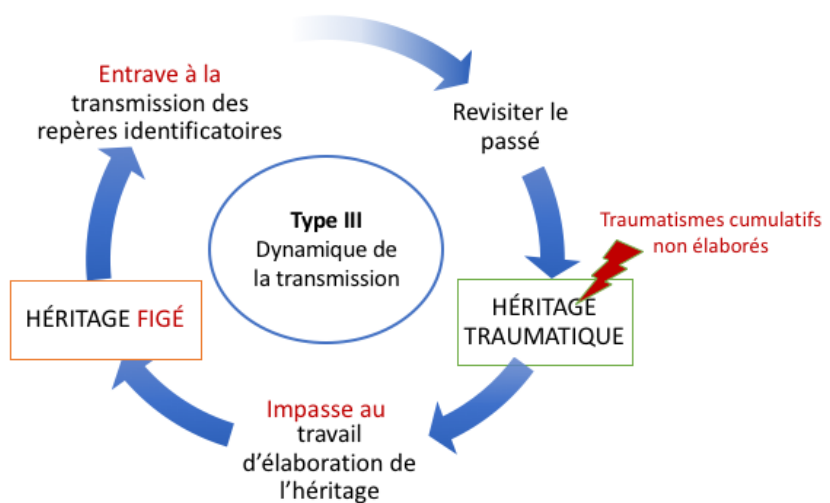 Entrave à la
transmission des
repères identificatoires
Revisiter le
passé
Type III
Dynamique de
la transmission
Traumatismes cumulatifs
non élaborés
HÉRITAGE
TRAUMATIQUE
HÉRITAGE FIGÉ
Impasse au
travail
d'élaboration de
l'héritage